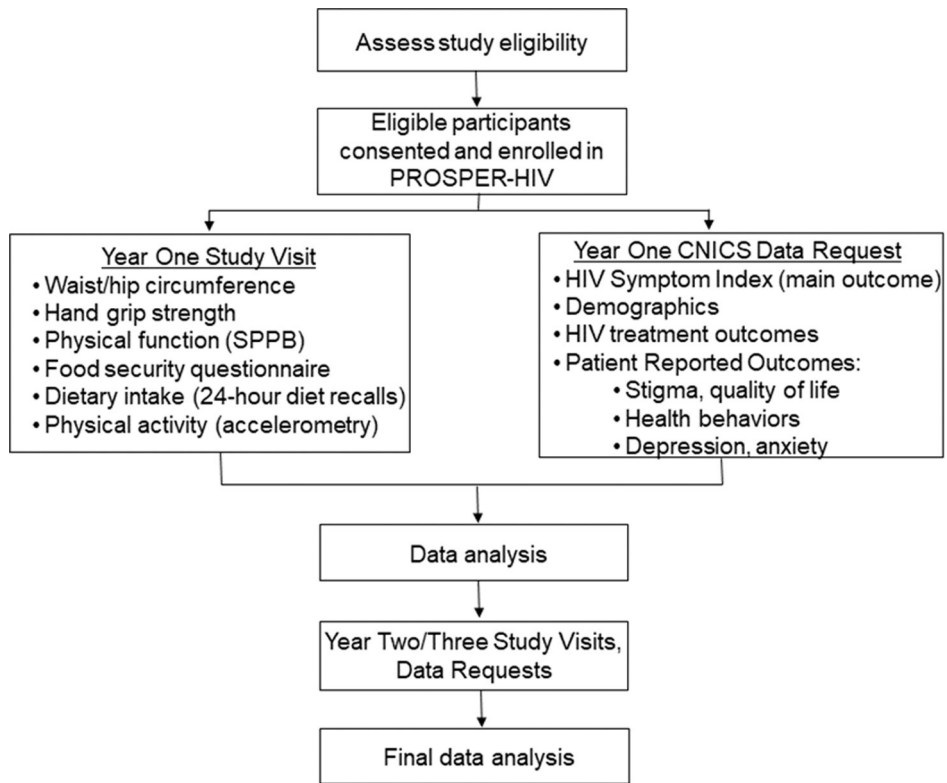 Assess study eligibility
Eligible participants
consented and enrolled in
PROSPER-HIV
Year One Study Visit
• Waist/hip circumference
• Hand grip strength
• Physical function (SPPB)
• Food security questionnaire
• Dietary intake (24-hour diet recalls)
• Physical activity (accelerometry)
Year One CNICS Data Request
• HIV Symptom Index (main outcome)
• Demographics
• HIV treatment outcomes
• Patient Reported Outcomes:
• Stigma, quality of life
• Health behaviors
• Depression, anxiety
Data analysis
Year Two/Three Study Visits,
Data Requests
Final data analysis